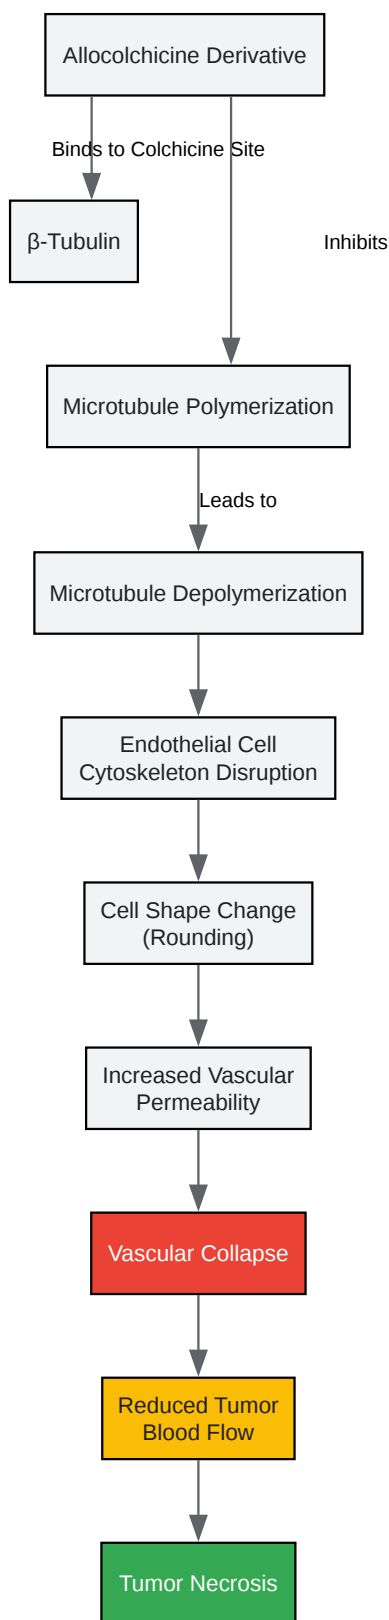 Allocolchicine Derivative
Binds to Colchicine Site
β-Tubulin
Inhibits
Microtubule Polymerization
Leads to
Microtubule Depolymerization
Endothelial Cell
Cytoskeleton Disruption
Cell Shape Change
(Rounding)
Increased Vascular
Permeability
Vascular Collapse
Reduced Tumor
Blood Flow
Tumor Necrosis